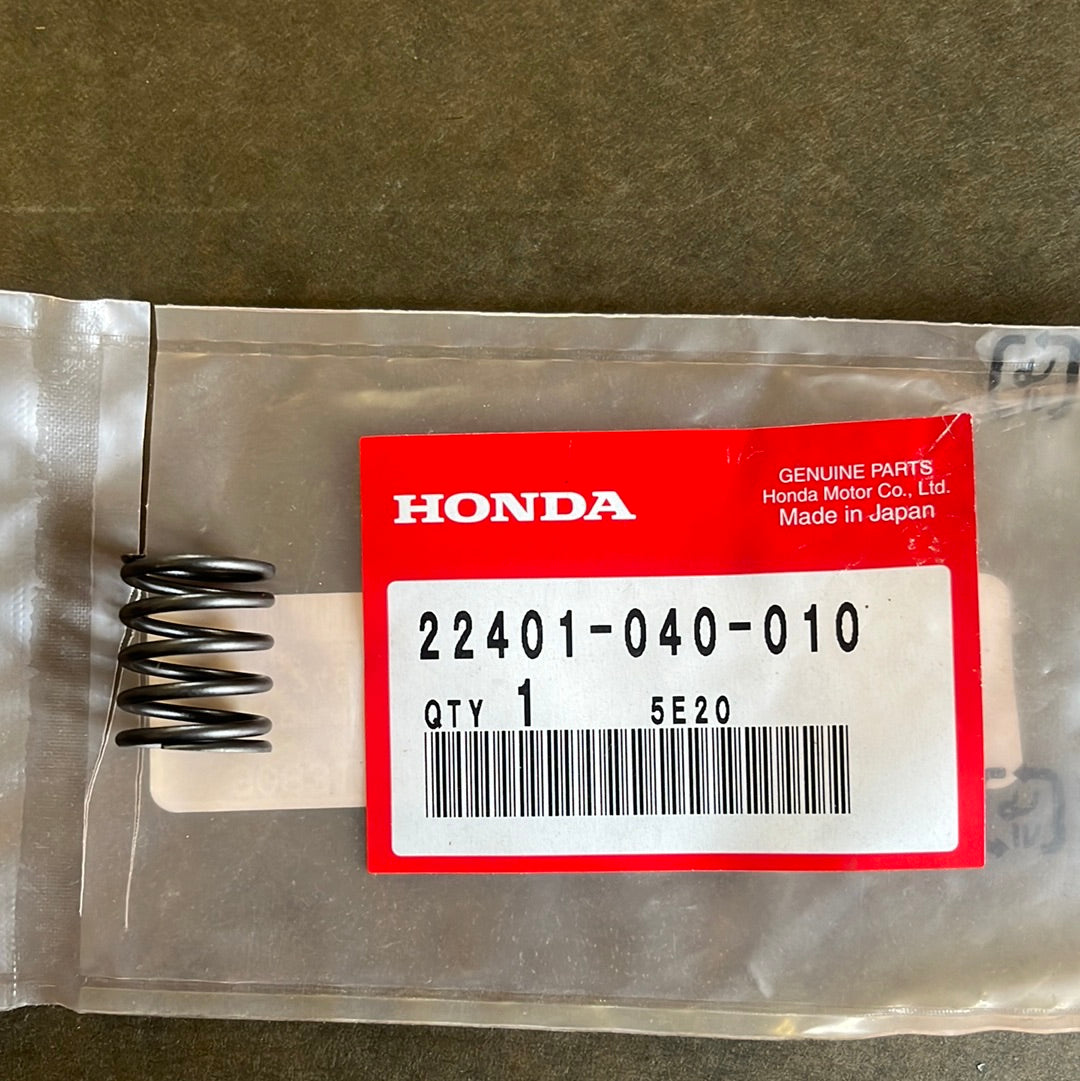 HONDA
GENUINE PARTS
Honda Motor Co., Ltd.
Made in Japan
22401-040-010
QTY 1 5E20